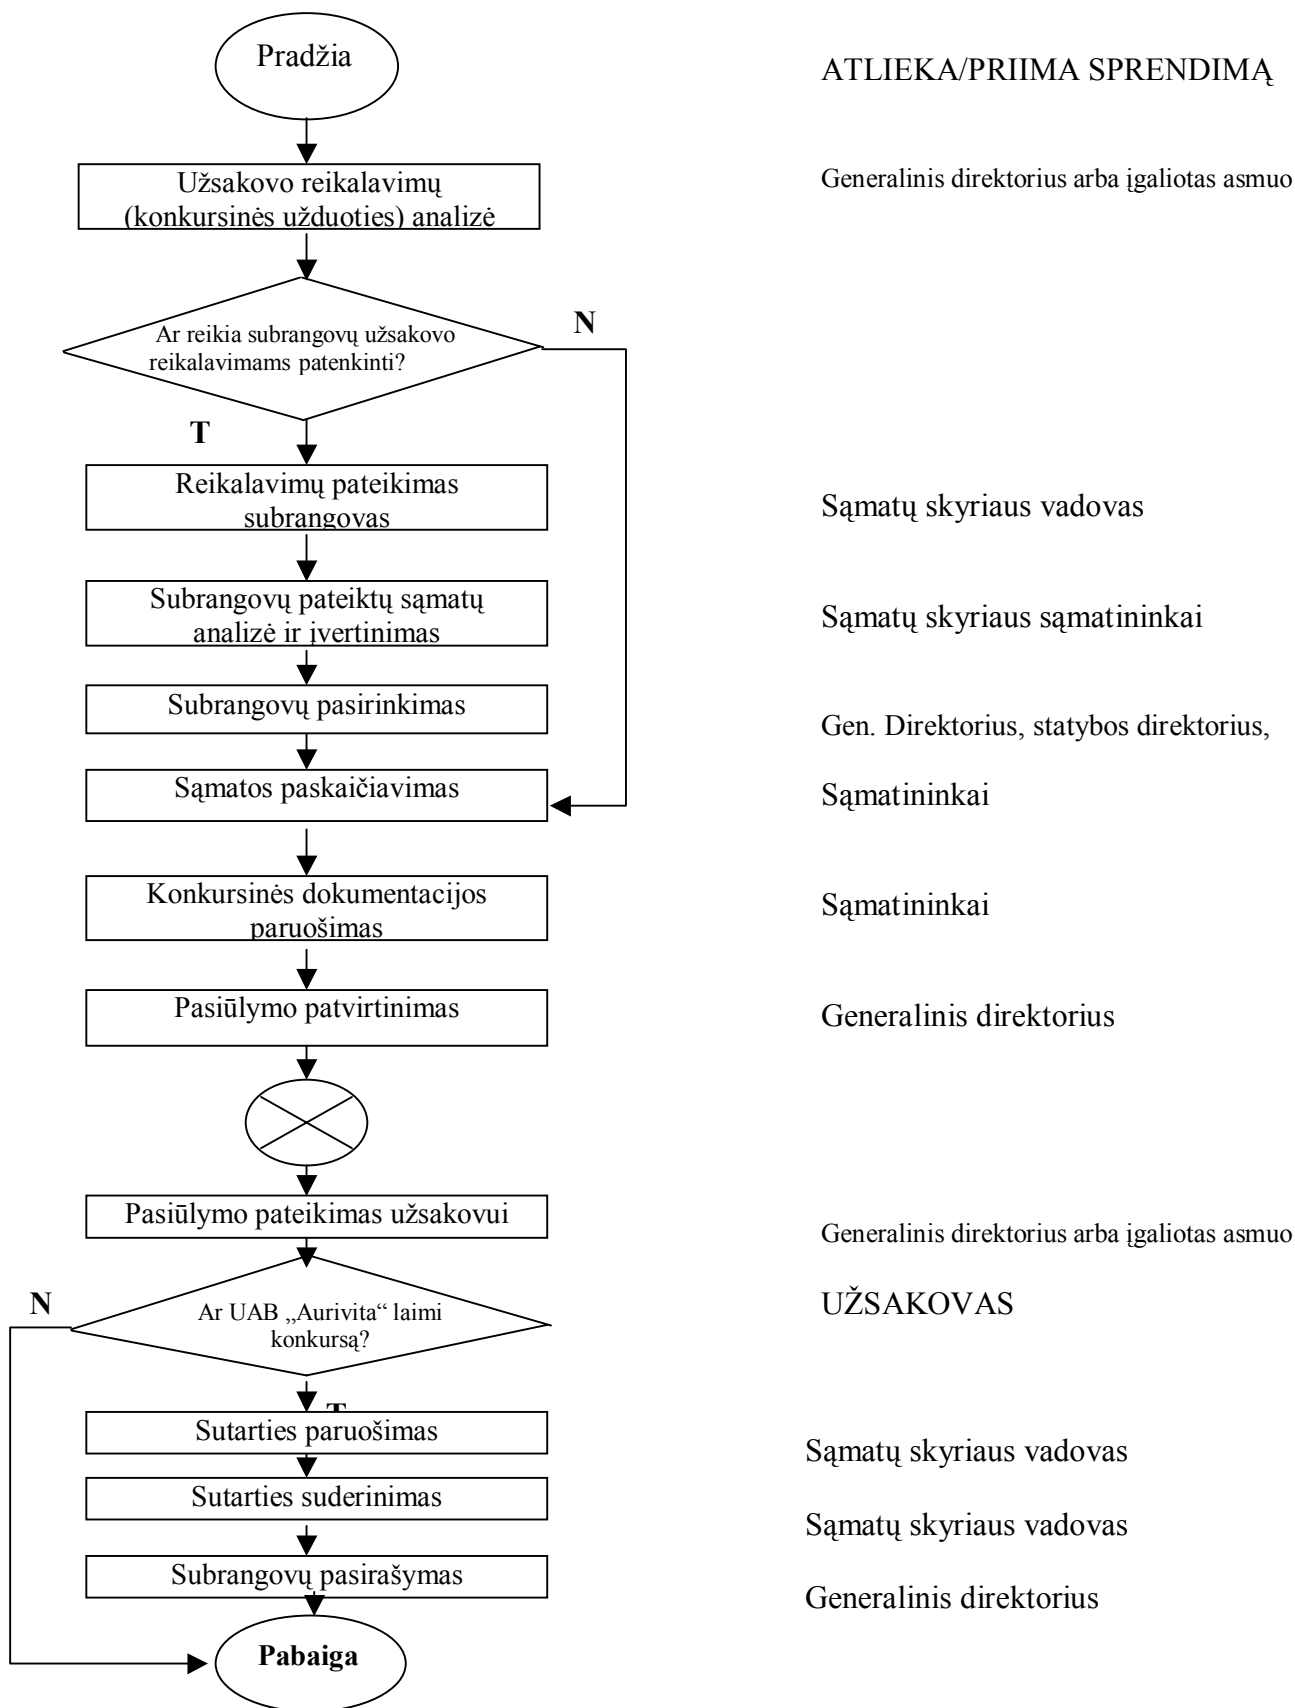 Pradžia
ATLIEKA/PRIIMA SPRENDIMĄ
Užsakovo reikalavimų
(konkursinės užduoties) analizė
Generalinis direktorius arba įgaliotas asmuo
Ar reikia subrangovų užsakovo
reikalavimams patenkinti?
N
T
Reikalavimų pateikimas
subrangovas
Sąmatų skyriaus vadovas
Subrangovų pateiktų sąmatų
analizė ir įvertinimas
Sąmatų skyriaus sąmatininkai
Subrangovų pasirinkimas
Gen. Direktorius, statybos direktorius,
Sąmatos paskaičiavimas
Sąmatininkai
Konkursinės dokumentacijos
paruošimas
Sąmatininkai
Pasiūlymo patvirtinimas
Generalinis direktorius
Pasiūlymo pateikimas užsakovui
Generalinis direktorius arba įgaliotas asmuo
N
Ar UAB „Aurivita“ laimi
konkursą?
UŽSAKOVAS
T
Sutarties paruošimas
Sąmatų skyriaus vadovas
Sutarties suderinimas
Sąmatų skyriaus vadovas
Subrangovų pasirašymas
Generalinis direktorius
Pabaiga